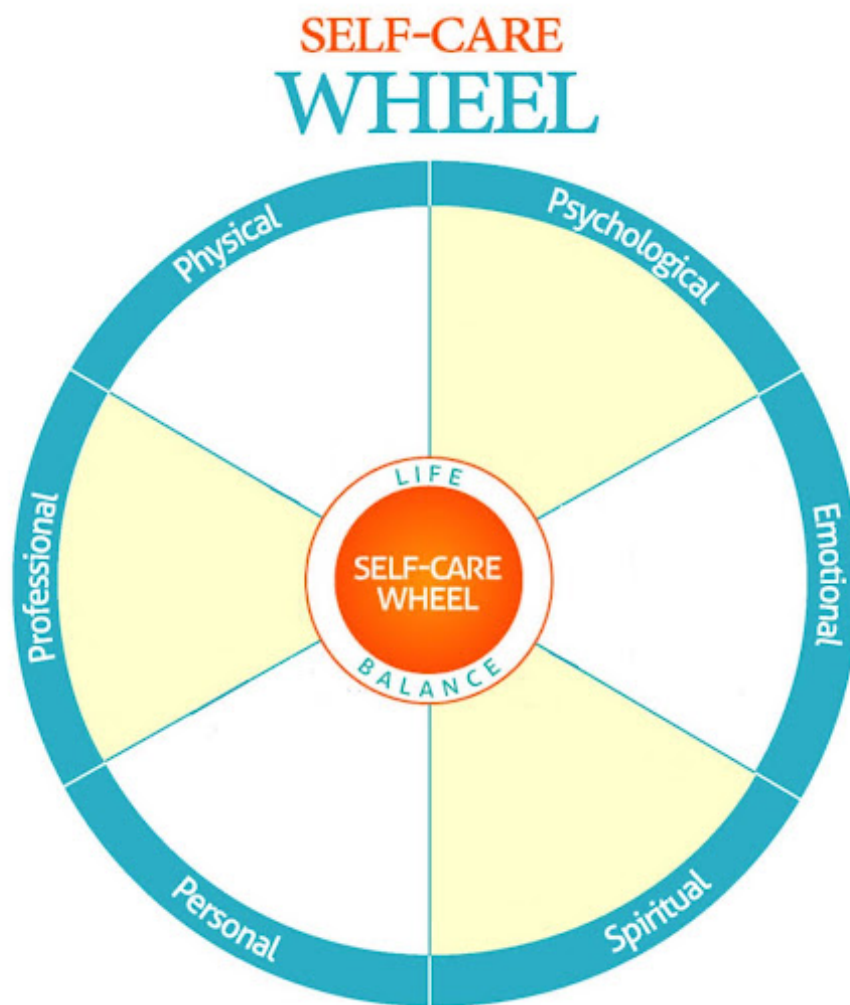 SELF-CARE
WHEEL
Physical
Psychological
Professional
LIFE
SELF-CARE
WHEEL
BALANCE
Emotional
Personal
Spiritual